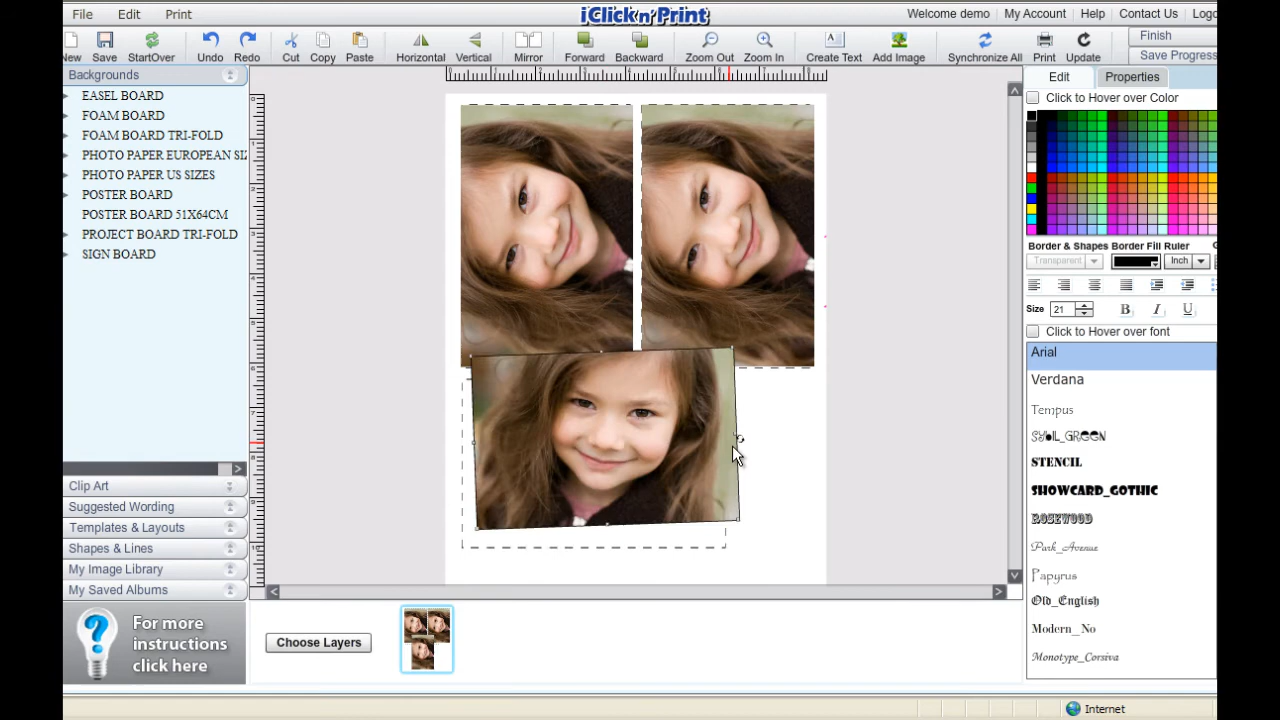 File Edit Print
iClick n' Print
Welcome demo My Account Help Contact Us Logo
New Save StartOver Undo Redo Cut Copy Paste Horizontal Vertical Mirror Forward Backward Zoom Out Zoom In Create Text Add Image Synchronize All Print Update
Finish
Save Progress
Backgrounds
EASEL BOARD
FOAM BOARD
FOAM BOARD TRI-FOLD
PHOTO PAPER EUROPEAN SIZ
PHOTO PAPER US SIZES
POSTER BOARD
POSTER BOARD 51X64CM
PROJECT BOARD TRI-FOLD
SIGN BOARD
Clip Art
Suggested Wording
Templates & Layouts
Shapes & Lines
My Image Library
My Saved Albums
For more
instructions
click here
Choose Layers
Edit Properties
Click to Hover over Color
Border & Shapes Border Fill Ruler
Transparent Inch
Size 21 B I U
Click to Hover over font
Arial
Verdana
Tempus
SYBIL_GREEN
STENCIL
SHOWCARD_GOTHIC
ROSEWOOD
Park_Avenue
Papyrus
Old_English
Modern_No
Monotype_Corsiva
Internet